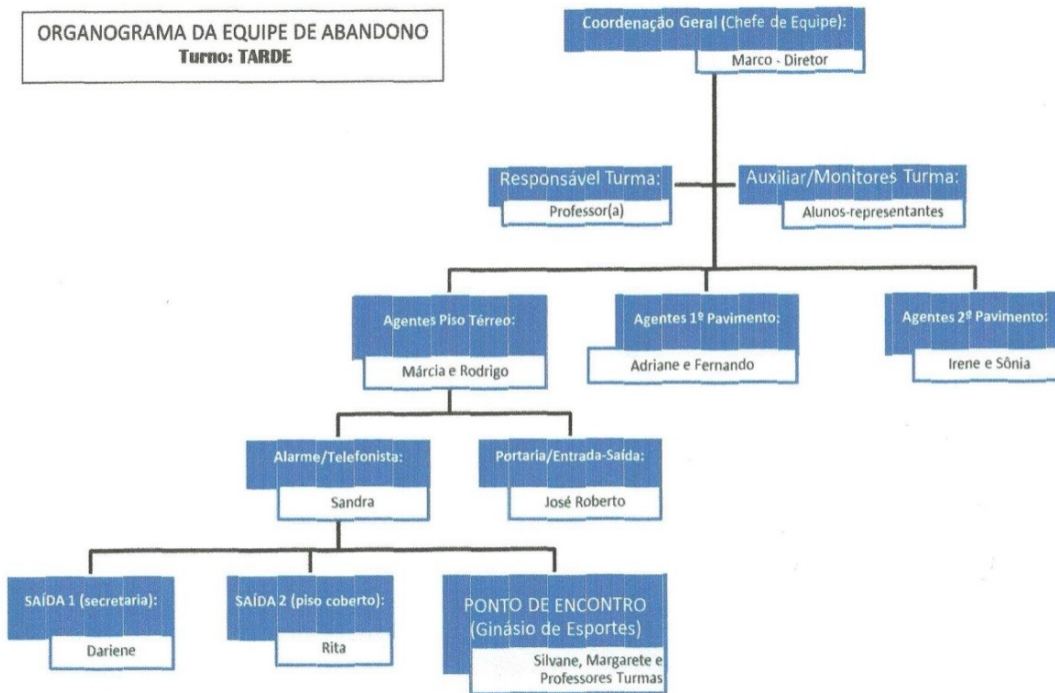 ORGANOGRAMA DA EQUIPE DE ABANDONO
Turno: TARDE
Coordenação Geral (Chefe de Equipe):
Marco - Diretor
Responsável Turma:
Professor(a)
Auxiliar/Monitores Turma:
Alunos-representantes
Agentes Piso Térreo:
Márcia e Rodrigo
Agentes 1º Pavimento:
Adriane e Fernando
Agentes 2º Pavimento:
Irene e Sônia
Alarme/Telefonista:
Sandra
Portaria/Entrada-Saída:
José Roberto
SAÍDA 1 (secretaria):
Dariene
SAÍDA 2 (piso coberto):
Rita
PONTO DE ENCONTRO
(Ginásio de Esportes)
Silvane, Margarete e
Professores Turmas